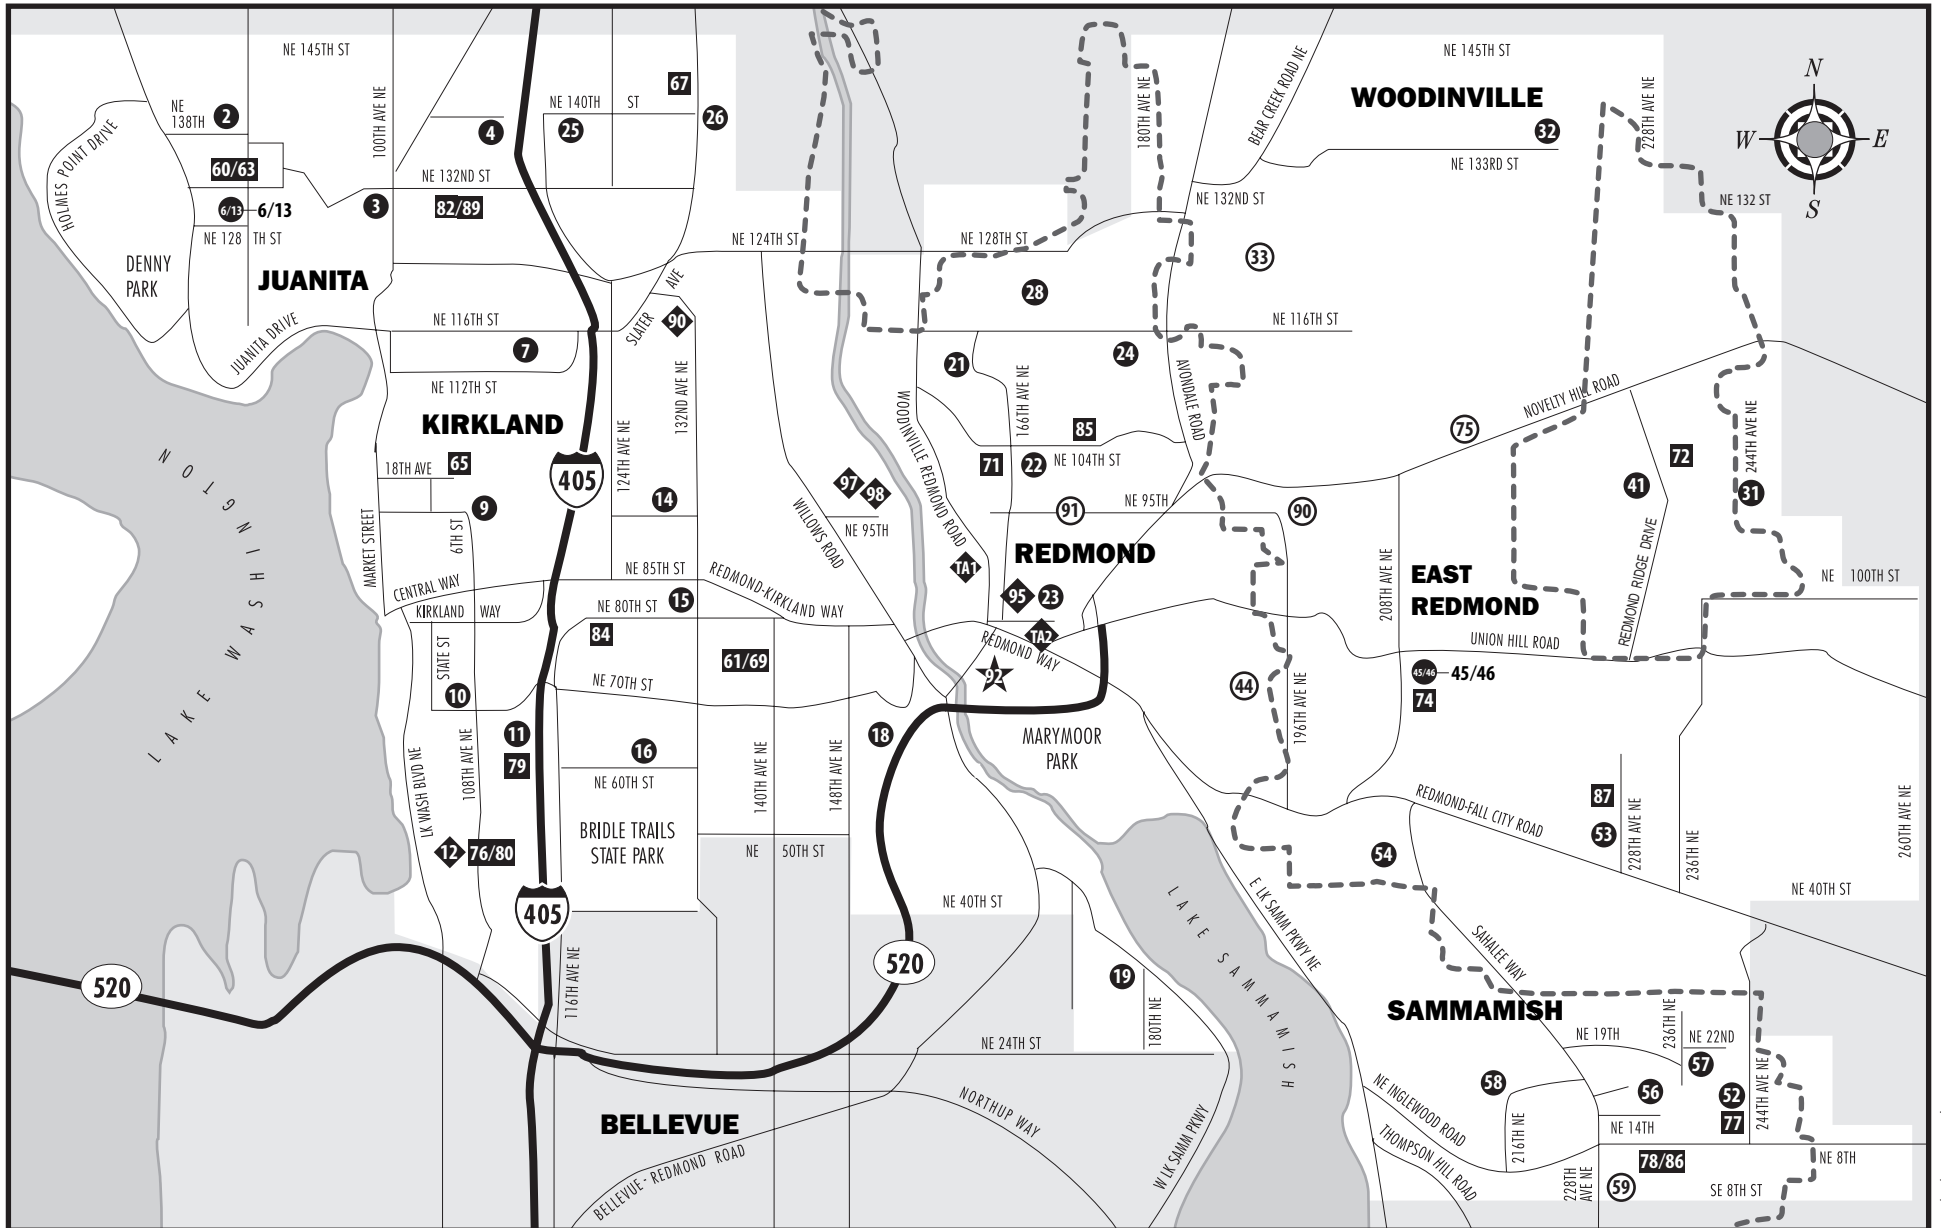 NE 145TH ST
NE 145TH ST
N
W
E
S
WOODINVILLE
67
NE 140TH ST
26
25
4
NE
138TH
2
HOLMES POINT DRIVE
100TH AVE NE
180TH AVE NE
BEAR CREEK ROAD NE
228TH AVE NE
32
NE 133RD ST
60/63
NE 132ND ST
82/89
3
6/13
6/13
NE 128 TH ST
NE 132ND ST
NE 132 ST
DENNY
PARK
JUANITA
NE 124TH ST
NE 128TH ST
33
28
SLATER AVE
90
NE 116TH ST
NE 116TH ST
JUANITA DRIVE
7
NE 112TH ST
21
24
KIRKLAND
132ND AVE NE
124TH AVE NE
WOODINVILLE REDMOND ROAD
166TH AVE NE
AVONDALE ROAD
NOVELTY HILL ROAD
75
85
71
22
NE 104TH ST
72
244TH AVE NE
18TH AVE
65
405
9
14
97
98
NE 95TH
NE 95TH
91
90
41
31
LAKE WASHINGTON
MARKET STREET
6TH ST
WILLOWS ROAD
REDMOND
TA1
208TH AVE NE
EAST
REDMOND
REDMOND RIDGE DRIVE
NE 100TH ST
CENTRAL WAY
NE 85TH ST
REDMOND-KIRKLAND WAY
KIRKLAND WAY
NE 80TH ST
15
95
23
84
TA2
REDMOND WAY
UNION HILL ROAD
STATE ST
61/69
92
45/46
45/46
NE 70TH ST
10
44
74
196TH AVE NE
11
79
16
18
MARYMOOR
PARK
LK WASH BLVD NE
108TH AVE NE
NE 60TH ST
140TH AVE NE
148TH AVE NE
REDMOND-FALL CITY ROAD
87
53
228TH AVE NE
236TH NE
260TH AVE NE
BRIDLE TRAILS
STATE PARK
12
76/80
NE 50TH ST
54
405
NE 40TH ST
NE 40TH ST
LAKE SAMMAMISH
E LK SAMM PKWY NE
SAHALEE WAY
520
520
116TH AVE NE
19
180TH NE
SAMMAMISH
236TH NE
NE 19TH
NE 22ND
NE 24TH ST
57
58
56
52
77
244TH AVE NE
NE INGLEWOOD ROAD
BELLEVUE
NORTHUP WAY
W LK SAMM PKWY
216TH NE
NE 14TH
THOMPSON HILL ROAD
78/86
NE 8TH
BELLEVUE - REDMOND ROAD
228TH
AVE NE
59
SE 8TH ST